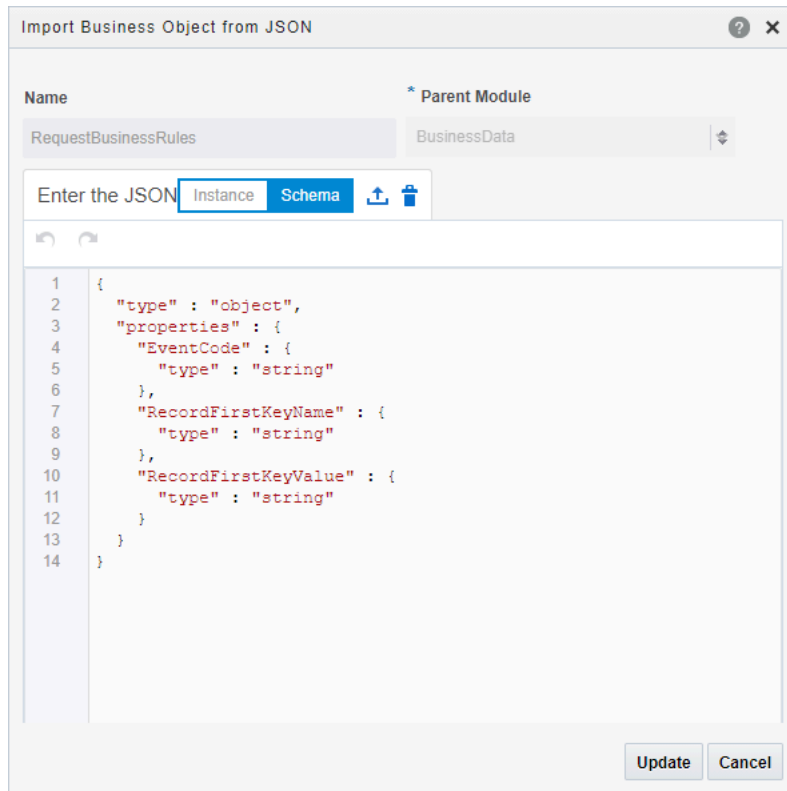 Import Business Object from JSON
Name
* Parent Module
RequestBusinessRules
BusinessData
Enter the JSON Instance Schema
1 {
2 "type" : "object",
3 "properties" : {
4 "EventCode" : {
5 "type" : "string"
6 },
7 "RecordFirstKeyName" : {
8 "type" : "string"
9 },
10 "RecordFirstKeyValue" : {
11 "type" : "string"
12 }
13 }
14 }
Update Cancel